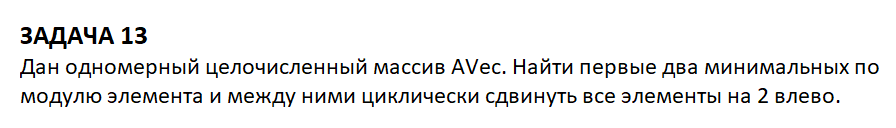 ЗАДАЧА 13
Дан одномерный целочисленный массив AVec. Найти первые два минимальных по
модулю элемента и между ними циклически сдвинуть все элементы на 2 влево.